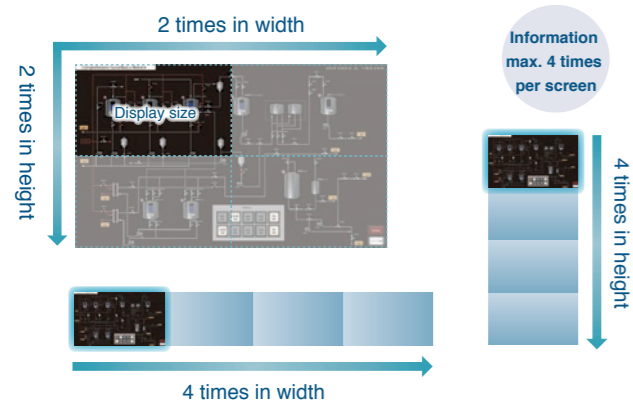 2 times in width
Information
max. 4 times
per screen
2 times in height
Display size
4 times in height
4 times in width